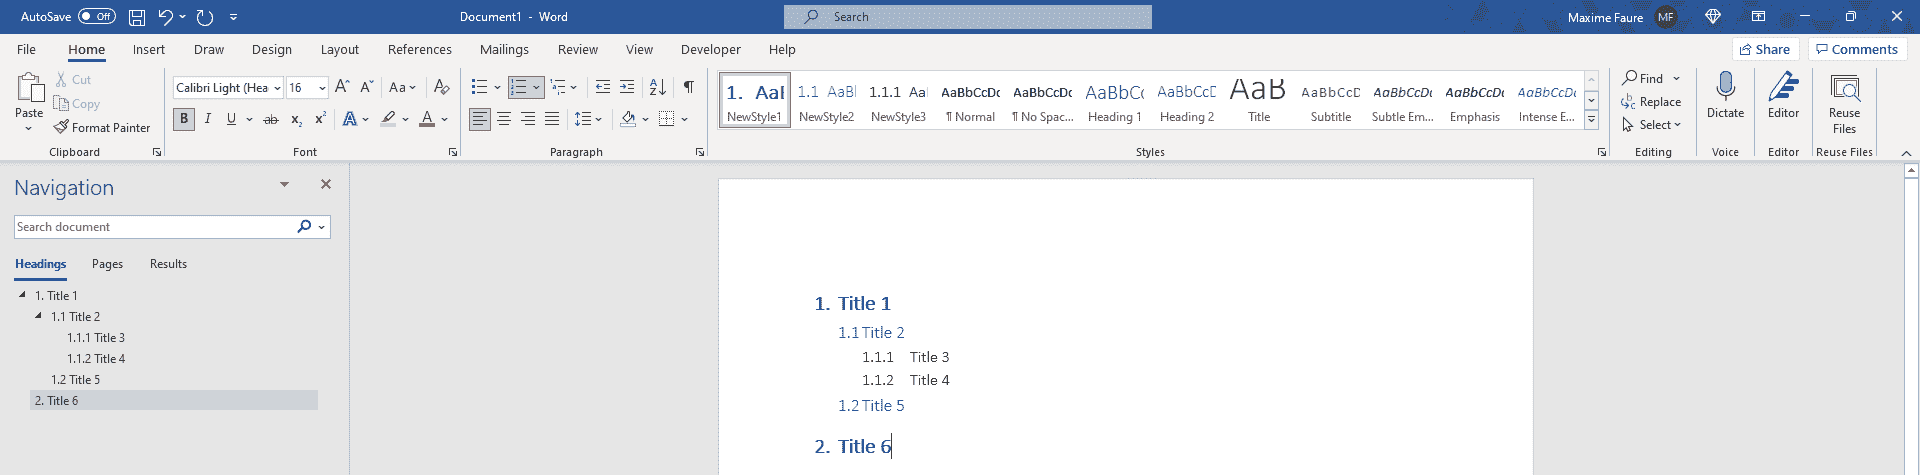 AutoSave Off Document1 - Word Search Maxime Faure MF
File Home Insert Draw Design Layout References Mailings Review View Developer Help Share Comments
Paste Cut Copy Format Painter
Clipboard
Calibri Light (Hea 16 A A Aa A
B I U ab x2 x2 A A
Font
Paragraph
1. Aal 1.1 AaBl 1.1.1 Aa AaBbCcDc AaBbCcDc AaBbCc AaBbCcD AaB AaBbCcD AaBbCcDc AaBbCcDc AaBbCcDc
NewStyle1 NewStyle2 NewStyle3 ¶ Normal ¶ No Spac... Heading 1 Heading 2 Title Subtitle Subtle Em... Emphasis Intense E...
Styles
Find
Replace
Select
Editing
Dictate
Voice
Editor
Editor
Reuse
Files
Reuse Files
Navigation
Search document
Headings Pages Results
1. Title 1
1.1 Title 2
1.1.1 Title 3
1.1.2 Title 4
1.2 Title 5
2. Title 6
1. Title 1
1.1 Title 2
1.1.1 Title 3
1.1.2 Title 4
1.2 Title 5
2. Title 6